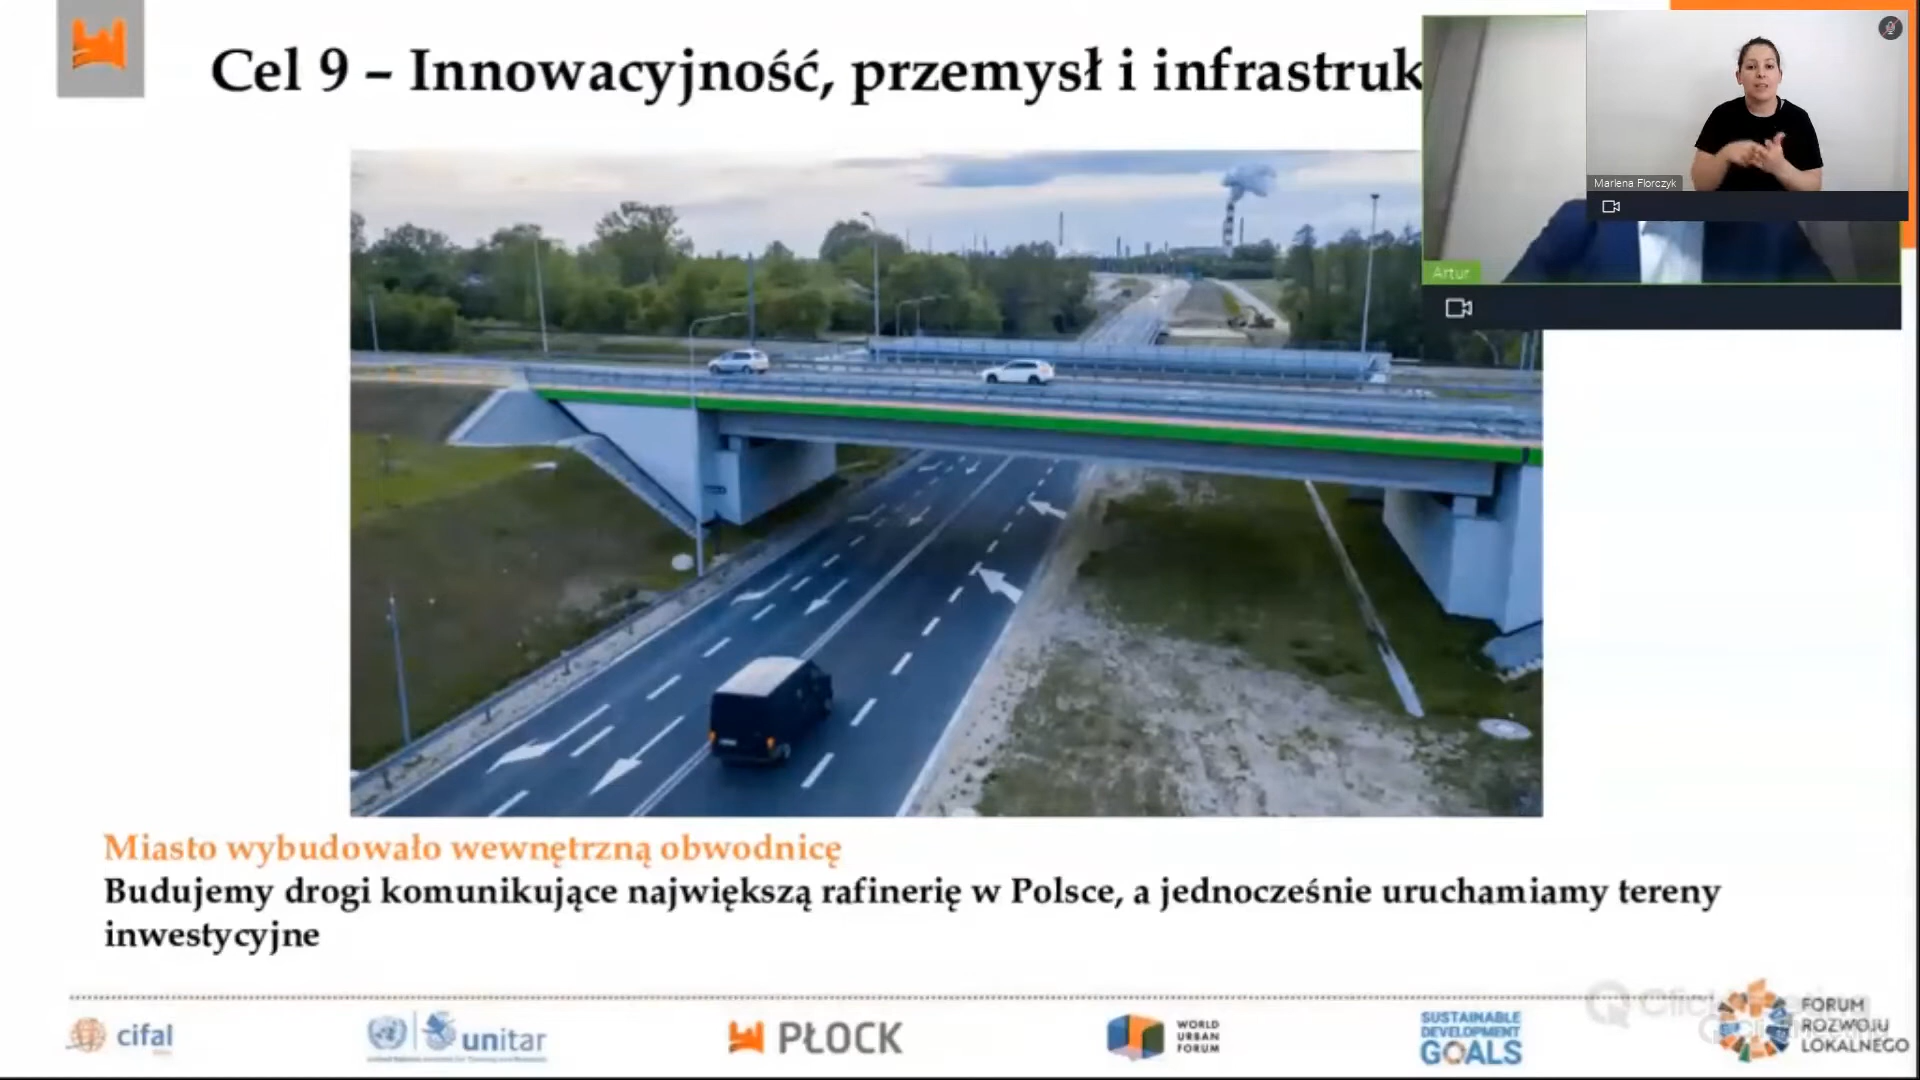 Cel 9 – Innowacyjność, przemysł i infrastruk
Marlena Florczyk
Artur
Miasto wybudowało wewnętrzną obwodnicę
Budujemy drogi komunikujące największą rafinerię w Polsce, a jednocześnie uruchamiamy tereny
inwestycyjne
cifal
unitar
PŁOCK
WORLD
URBAN
FORUM
SUSTAINABLE
DEVELOPMENT
GOALS
FORUM
ROZWOJU
LOKALNEGO